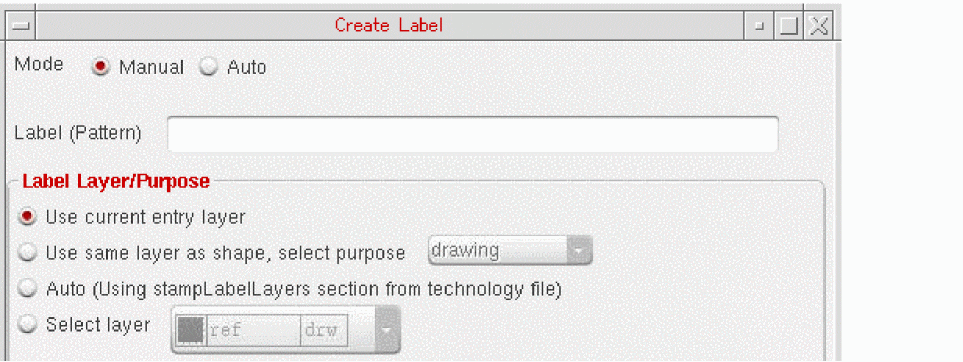 Create Label
Mode Manual Auto
Label (Pattern)
Label Layer/Purpose
Use current entry layer
Use same layer as shape, select purpose drawing
Auto (Using stampLabelLayers section from technology file)
Select layer ref drw